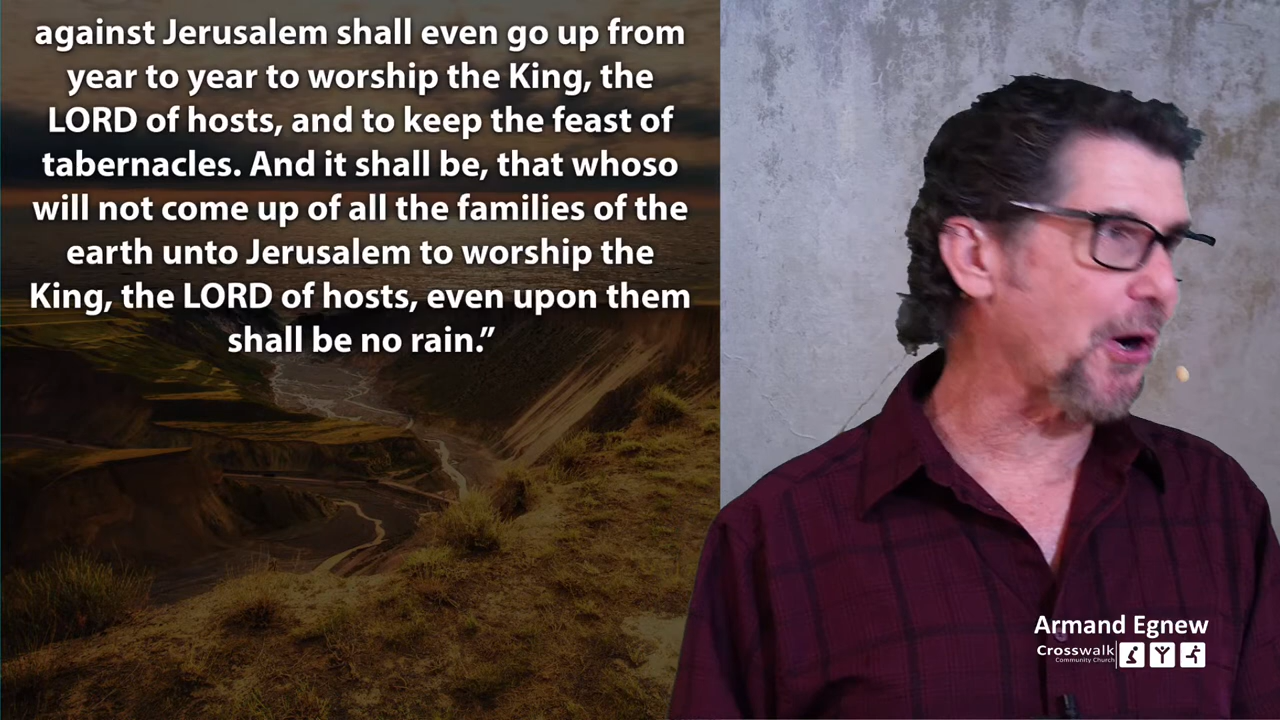 against Jerusalem shall even go up from
year to year to worship the King, the
LORD of hosts, and to keep the feast of
tabernacles. And it shall be, that whoso
will not come up of all the families of the
earth unto Jerusalem to worship the
King, the LORD of hosts, even upon them
shall be no rain.”
Armand Egnew
Crosswalk
Community Church